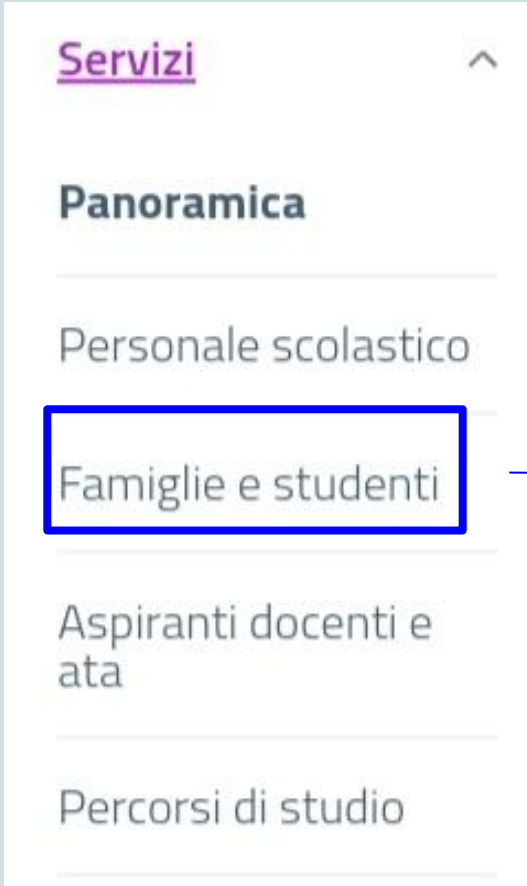 Servizi
Panoramica
Personale scolastico
Famiglie e studenti
Aspiranti docenti e
ata
Percorsi di studio